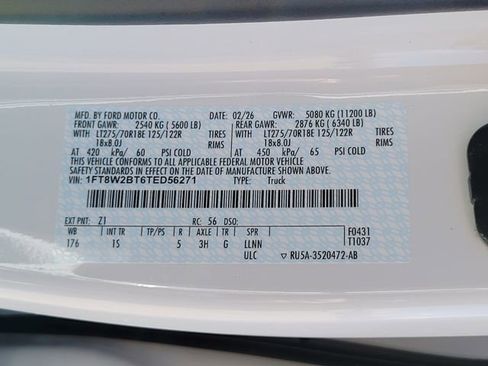 MFD. BY FORD MOTOR CO. 02/26 GVWR: 5080 KG (11200 LB)
FRONT GAWR: 2540 KG (5600 LB) REAR GAWR: 2876 KG (6340 LB)
LT275/70R18E 125/122R TIRES LT275/70R18E 125/122R TIRES
18x8.0J RIMS 18x8.0J RIMS
AT 420 kPa/ 60 PSI COLD AT 450 kPa/ 65 PSI COLD
THIS VEHICLE CONFORMS TO ALL APPLICABLE FEDERAL MOTOR VEHICLE
SAFETY STANDARDS IN EFFECT ON THE DATE OF MANUFACTURE SHOWN ABOVE.
VIN: 1FT8W2BT6TED56271 TYPE: Truck
EXT PNT: Z1 RC: 56 DSO: F0431
WB INT TR TP/PS R AXLE TR SPR T1037
176 1S 5 3H G LLNN
ULC ▽ RU5A-3520472-AB